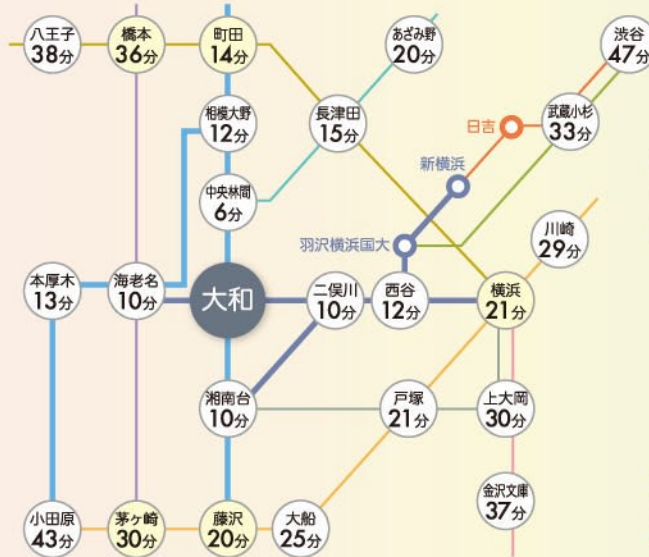 八王子
38分
橋本
36分
町田
14分
あざみ野
20分
渋谷
47分
相模大野
12分
長津田
15分
日吉
武蔵小杉
33分
新横浜
中央林間
6分
羽沢横浜国大
川崎
29分
本厚木
13分
海老名
10分
大和
二俣川
10分
西谷
12分
横浜
21分
湘南台
10分
戸塚
21分
上大岡
30分
小田原
43分
茅ヶ崎
30分
藤沢
20分
大船
25分
金沢文庫
37分